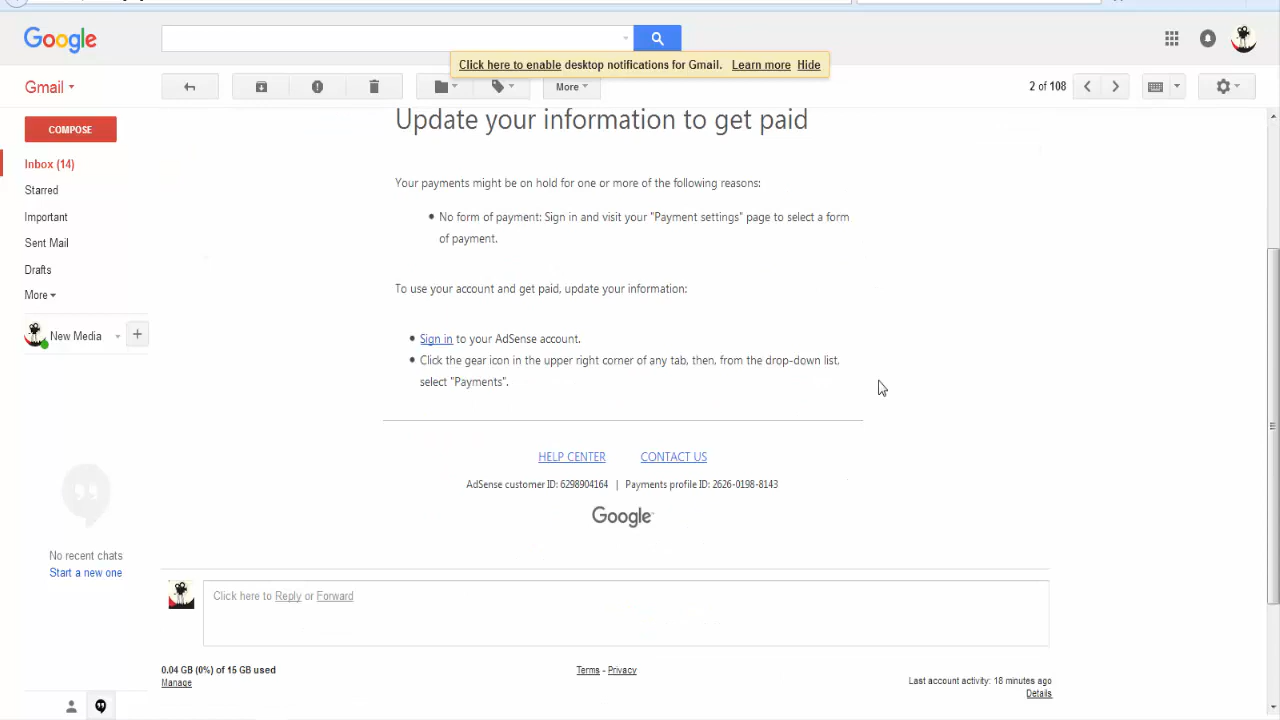 Google
Click here to enable desktop notifications for Gmail. Learn more Hide
Gmail
More
2 of 108
COMPOSE
Inbox (14)
Starred
Important
Sent Mail
Drafts
More
New Media
Update your information to get paid
Your payments might be on hold for one or more of the following reasons:
No form of payment: Sign in and visit your "Payment settings" page to select a form
of payment.
To use your account and get paid, update your information:
Sign in to your AdSense account.
Click the gear icon in the upper right corner of any tab, then, from the drop-down list,
select "Payments".
HELP CENTER CONTACT US
AdSense customer ID: 6298904164 | Payments profile ID: 2626-0198-8143
Google
No recent chats
Start a new one
Click here to Reply or Forward
0.04 GB (0%) of 15 GB used
Manage
Terms - Privacy
Last account activity: 18 minutes ago
Details